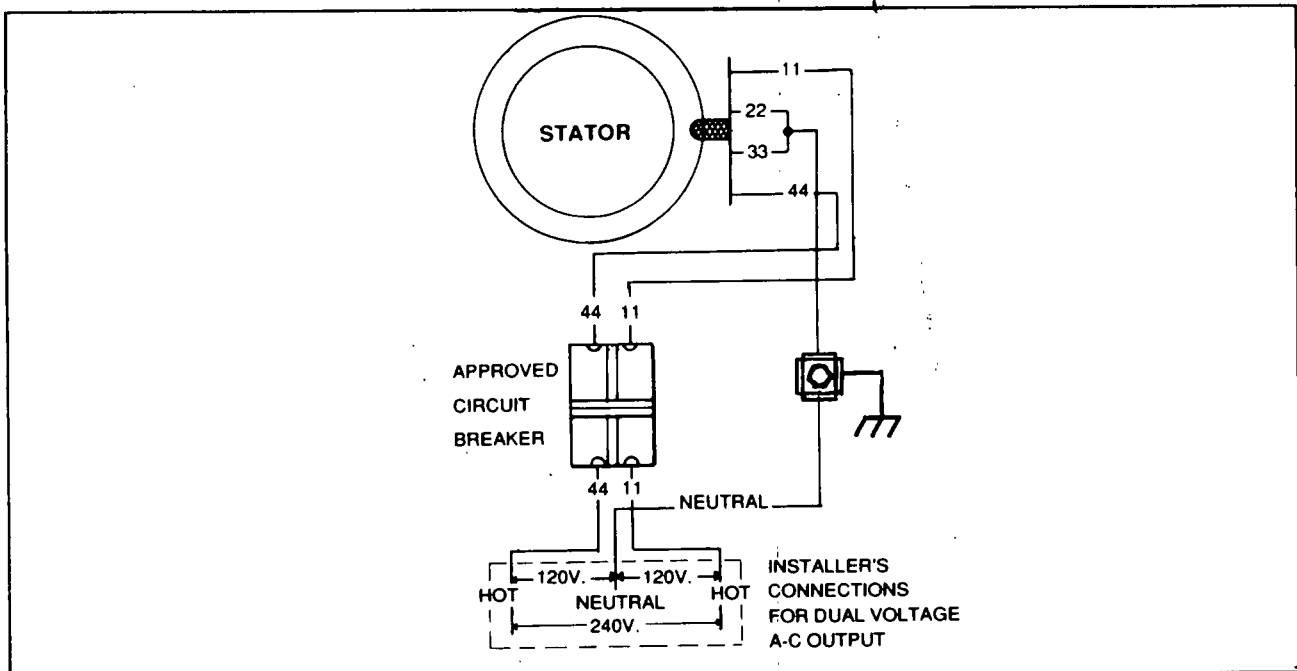 11
22
STATOR
33
44
44 11
APPROVED
CIRCUIT
BREAKER
44 11
NEUTRAL
INSTALLER'S
120V. 120V.
HOT HOT CONNECTIONS
NEUTRAL
FOR DUAL VOLTAGE
240V.
A-C OUTPUT